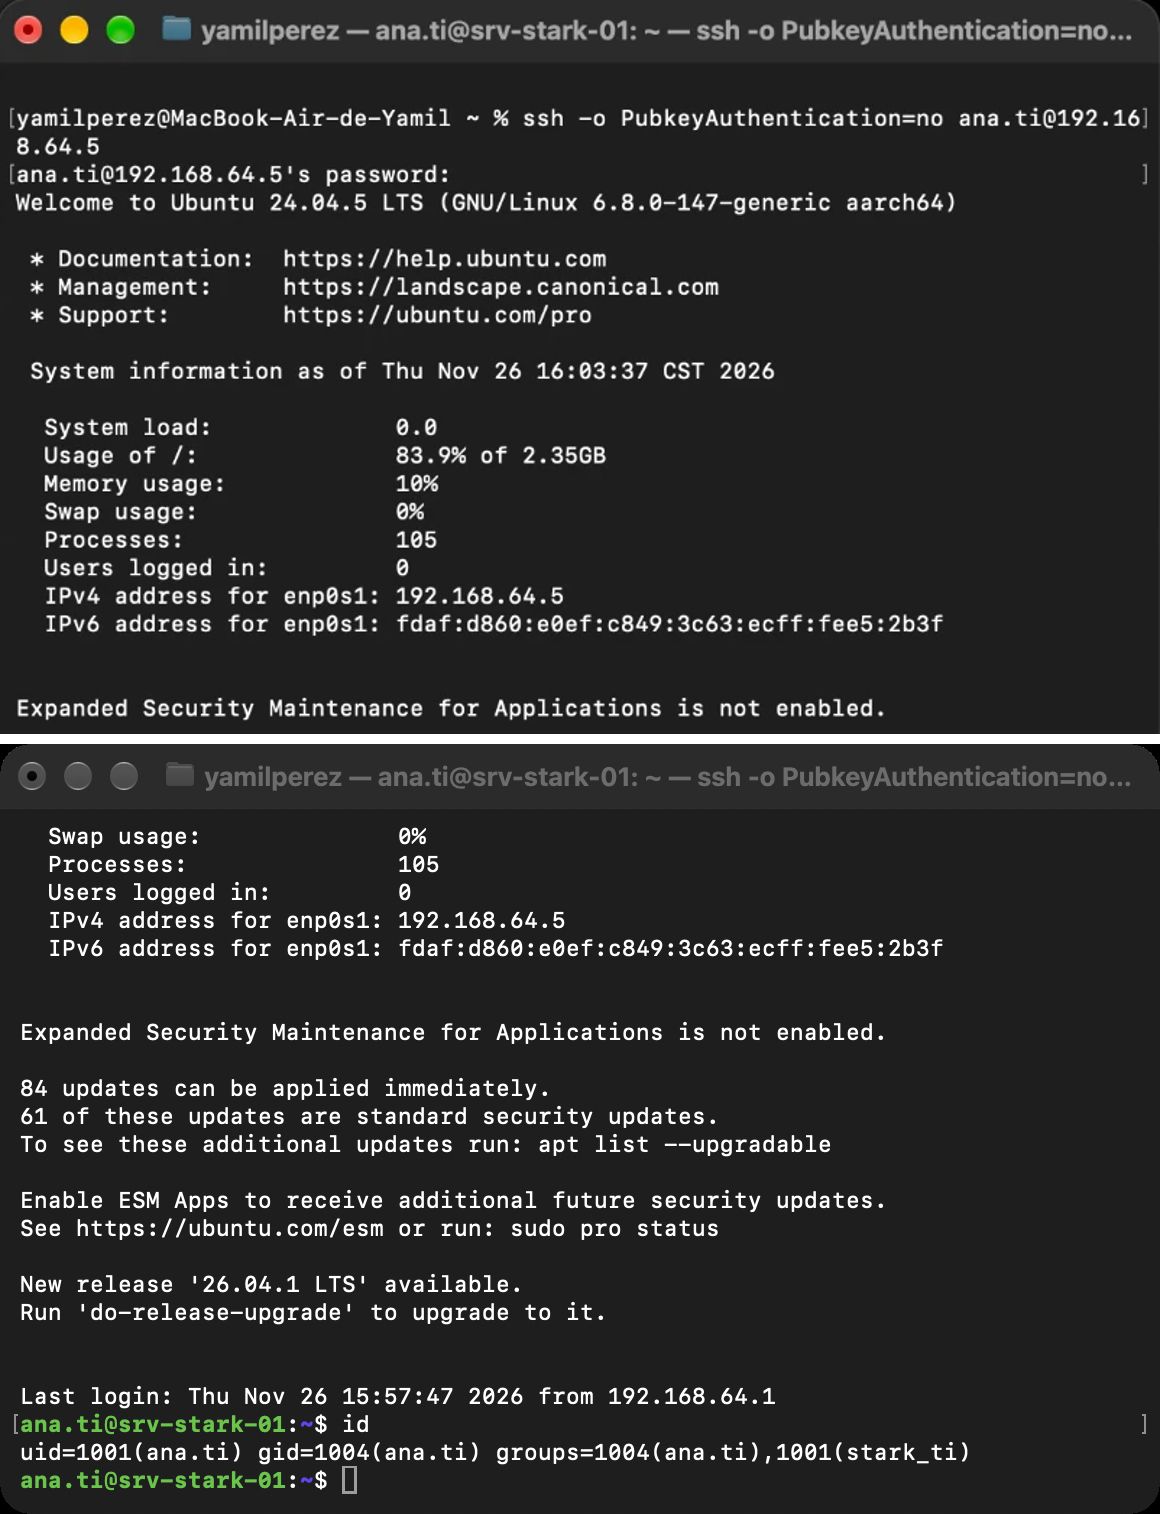 yamilperez — ana.ti@srv-stark-01: ~ — ssh -o PubkeyAuthentication=no...
[yamilperez@MacBook-Air-de-Yamil ~ % ssh -o PubkeyAuthentication=no ana.ti@192.16]
8.64.5
[ana.ti@192.168.64.5's password: ]
Welcome to Ubuntu 24.04.5 LTS (GNU/Linux 6.8.0-147-generic aarch64)
* Documentation: https://help.ubuntu.com
* Management: https://landscape.canonical.com
* Support: https://ubuntu.com/pro
System information as of Thu Nov 26 16:03:37 CST 2026
System load: 0.0
Usage of /: 83.9% of 2.35GB
Memory usage: 10%
Swap usage: 0%
Processes: 105
Users logged in: 0
IPv4 address for enp0s1: 192.168.64.5
IPv6 address for enp0s1: fdaf:d860:e0ef:c849:3c63:ecff:fee5:2b3f
Expanded Security Maintenance for Applications is not enabled.
yamilperez — ana.ti@srv-stark-01: ~ — ssh -o PubkeyAuthentication=no...
Swap usage: 0%
Processes: 105
Users logged in: 0
IPv4 address for enp0s1: 192.168.64.5
IPv6 address for enp0s1: fdaf:d860:e0ef:c849:3c63:ecff:fee5:2b3f
Expanded Security Maintenance for Applications is not enabled.
84 updates can be applied immediately.
61 of these updates are standard security updates.
To see these additional updates run: apt list --upgradable
Enable ESM Apps to receive additional future security updates.
See https://ubuntu.com/esm or run: sudo pro status
New release '26.04.1 LTS' available.
Run 'do-release-upgrade' to upgrade to it.
Last login: Thu Nov 26 15:57:47 2026 from 192.168.64.1
[ana.ti@srv-stark-01:~$ id ]
uid=1001(ana.ti) gid=1004(ana.ti) groups=1004(ana.ti),1001(stark_ti)
ana.ti@srv-stark-01:~$